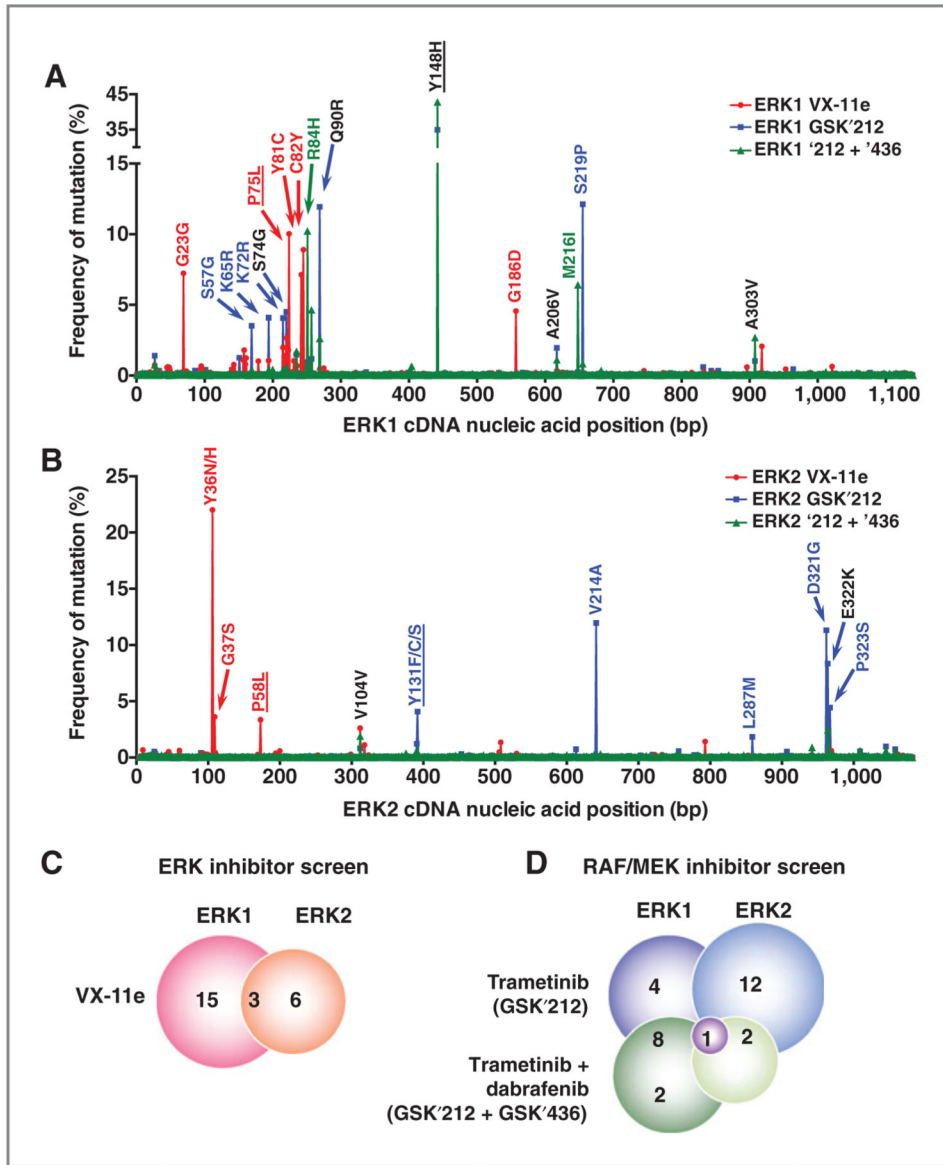 A
Frequency of mutation (%)
45
35
15
10
5
0
G23G
S57G
K65R
K72R
S74G
P75L
Y81C
C82Y
R84H
Q90R
Y148H
G186D
A206V
M216I
S219P
A303V
ERK1 VX-11e
ERK1 GSK′212
ERK1 ‘212 + ’436
0 100 200 300 400 500 600 700 800 900 1,000 1,100
ERK1 cDNA nucleic acid position (bp)
B
Frequency of mutation (%)
25
20
15
10
5
0
Y36N/H
G37S
P58L
V104V
Y131F/C/S
V214A
L287M
D321G
E322K
P323S
ERK2 VX-11e
ERK2 GSK′212
ERK2 ‘212 + ’436
0 100 200 300 400 500 600 700 800 900 1,000
ERK2 cDNA nucleic acid position (bp)
C
ERK inhibitor screen
ERK1
ERK2
VX-11e
15 3 6
D
RAF/MEK inhibitor screen
ERK1
ERK2
Trametinib
(GSK′212)
4 12
8 1 2
Trametinib +
dabrafenib
(GSK′212 + GSK′436)
2